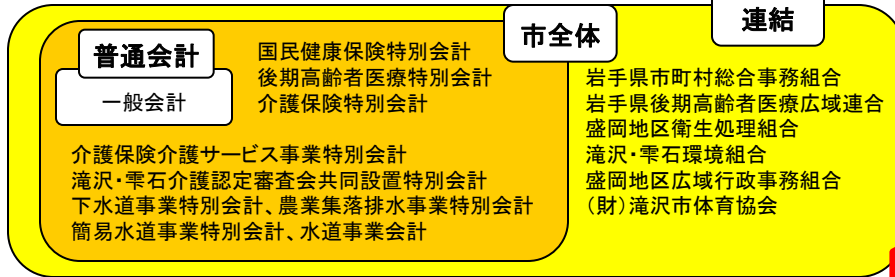 連結
市全体
普通会計
一般会計
国民健康保険特別会計
後期高齢者医療特別会計
介護保険特別会計
介護保険介護サービス事業特別会計
滝沢・雫石介護認定審査会共同設置特別会計
下水道事業特別会計、農業集落排水事業特別会計
簡易水道事業特別会計、水道事業会計
岩手県市町村総合事務組合
岩手県後期高齢者医療広域連合
盛岡地区衛生処理組合
滝沢・雫石環境組合
盛岡地区広域行政事務組合
(財)滝沢市体育協会